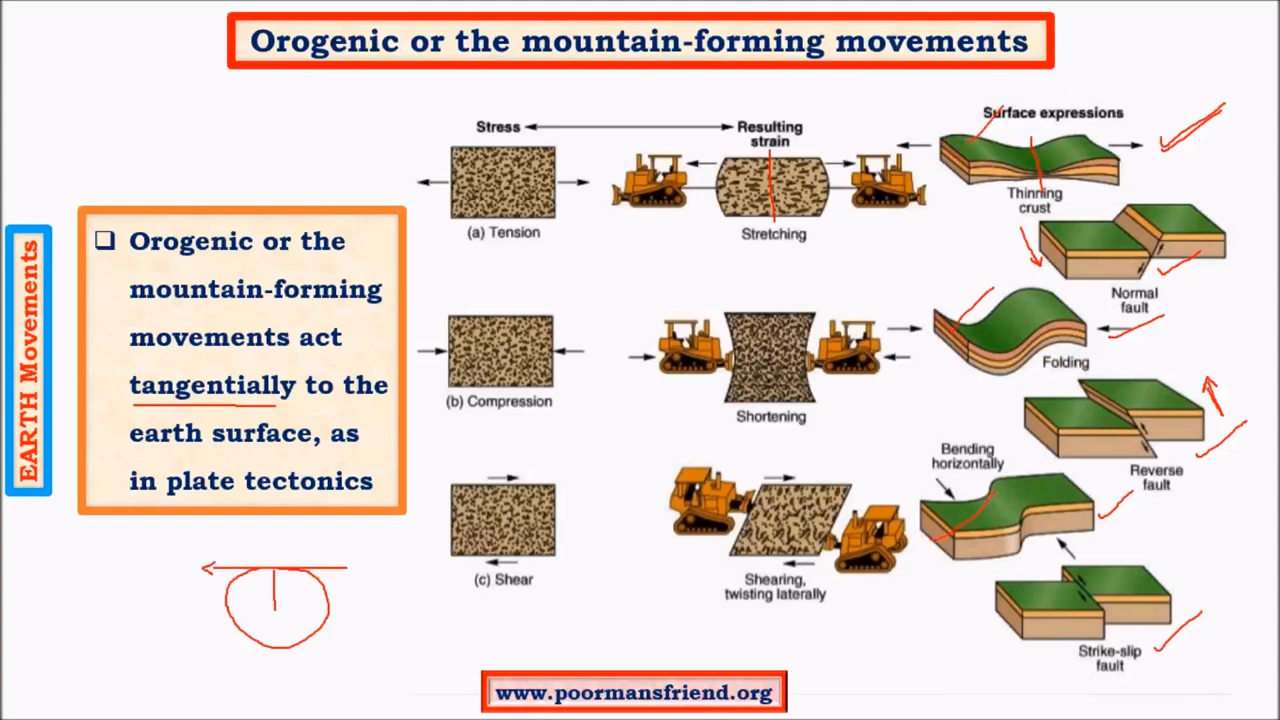 Orogenic or the mountain-forming movements
EARTH Movements
❑ Orogenic or the
mountain-forming
movements act
tangentially to the
earth surface, as
in plate tectonics
Stress
Resulting
strain
Surface expressions
(a) Tension
Stretching
Thinning
crust
Normal
fault
(b) Compression
Shortening
Folding
Reverse
fault
Bending
horizontally
(c) Shear
Shearing,
twisting laterally
Strike-slip
fault
www.poormansfriend.org